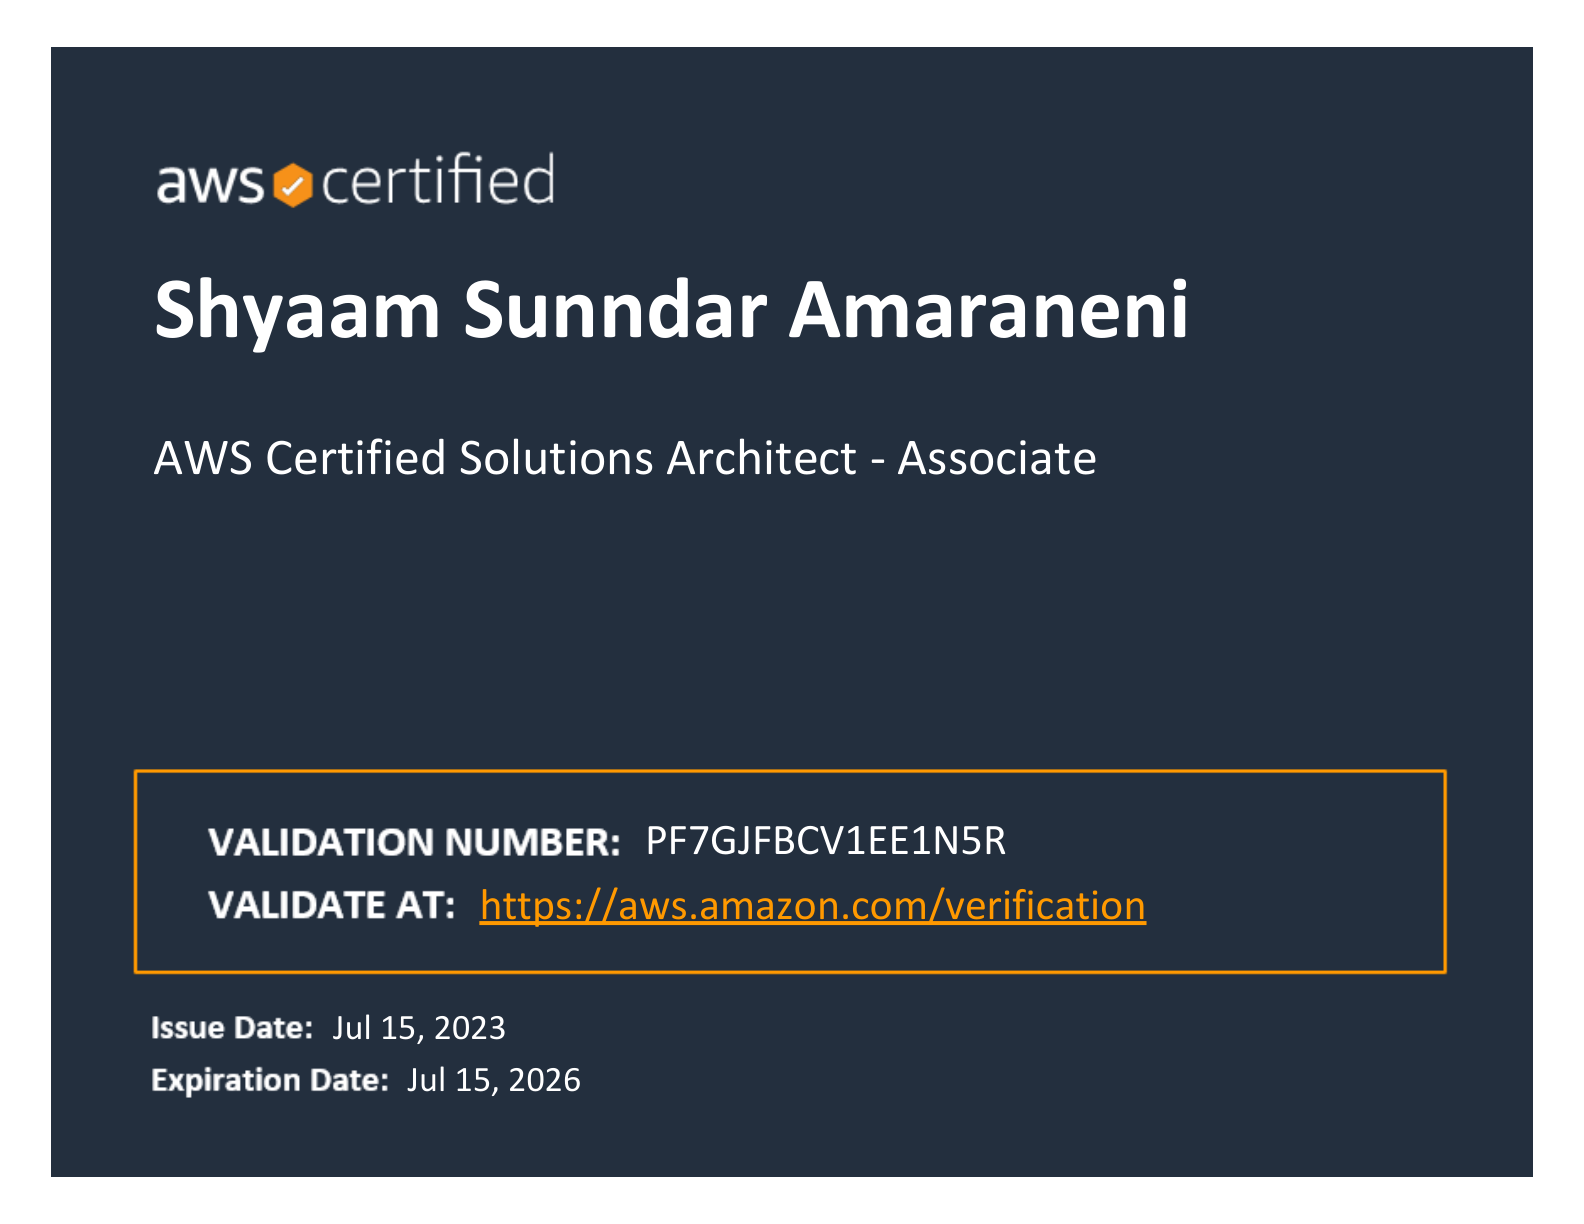 aws certified
Shyaam Sunndar Amaraneni
AWS Certified Solutions Architect - Associate
VALIDATION NUMBER: PF7GJFBCV1EE1N5R
VALIDATE AT: https://aws.amazon.com/verification
Issue Date: Jul 15, 2023
Expiration Date: Jul 15, 2026